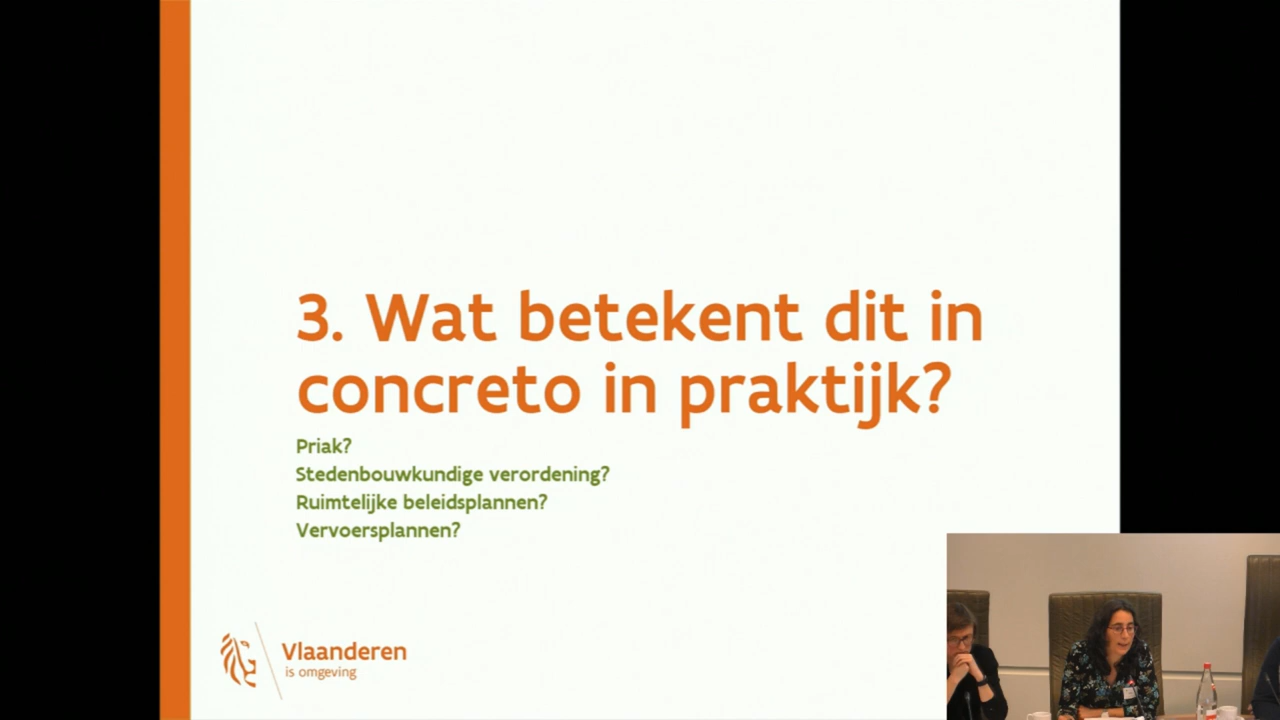 3. Wat betekent dit in
concreto in praktijk?
Priak?
Stedenbouwkundige verordening?
Ruimtelijke beleidsplannen?
Vervoersplannen?
Vlaanderen
is omgeving